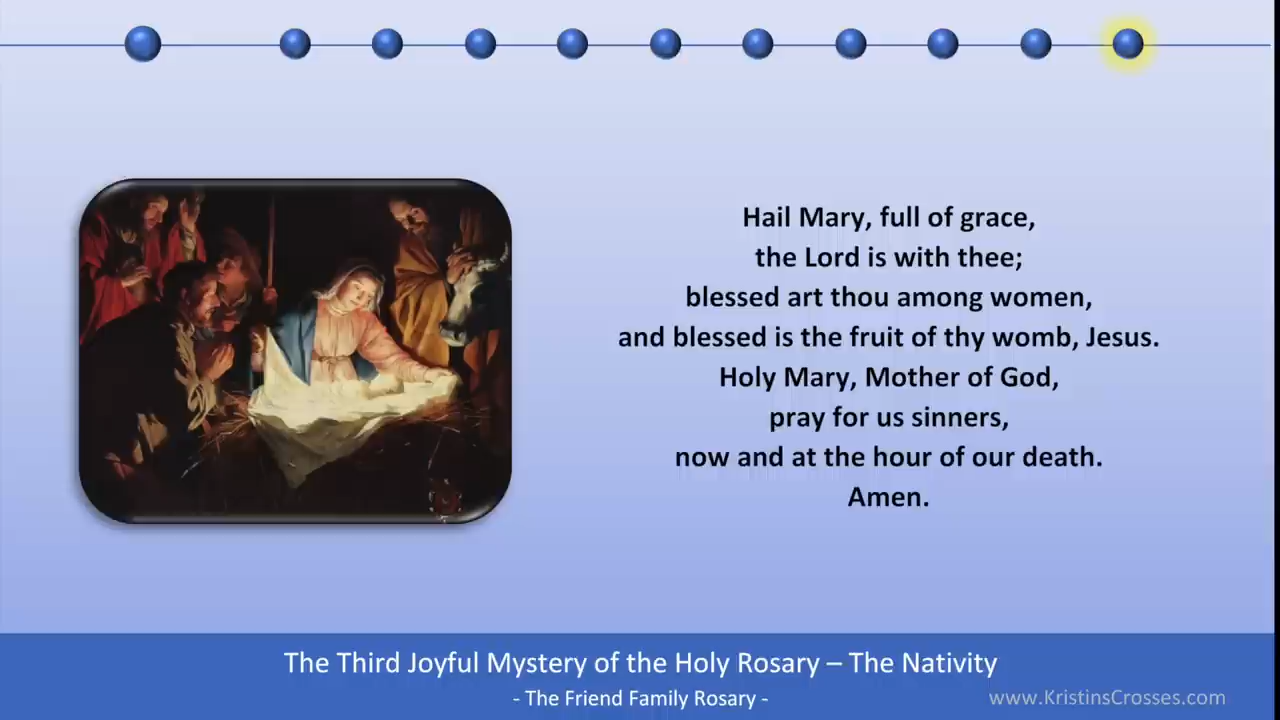 Hail Mary, full of grace,
the Lord is with thee;
blessed art thou among women,
and blessed is the fruit of thy womb, Jesus.
Holy Mary, Mother of God,
pray for us sinners,
now and at the hour of our death.
Amen.
The Third Joyful Mystery of the Holy Rosary – The Nativity
- The Friend Family Rosary -
www.KristinsCrosses.com